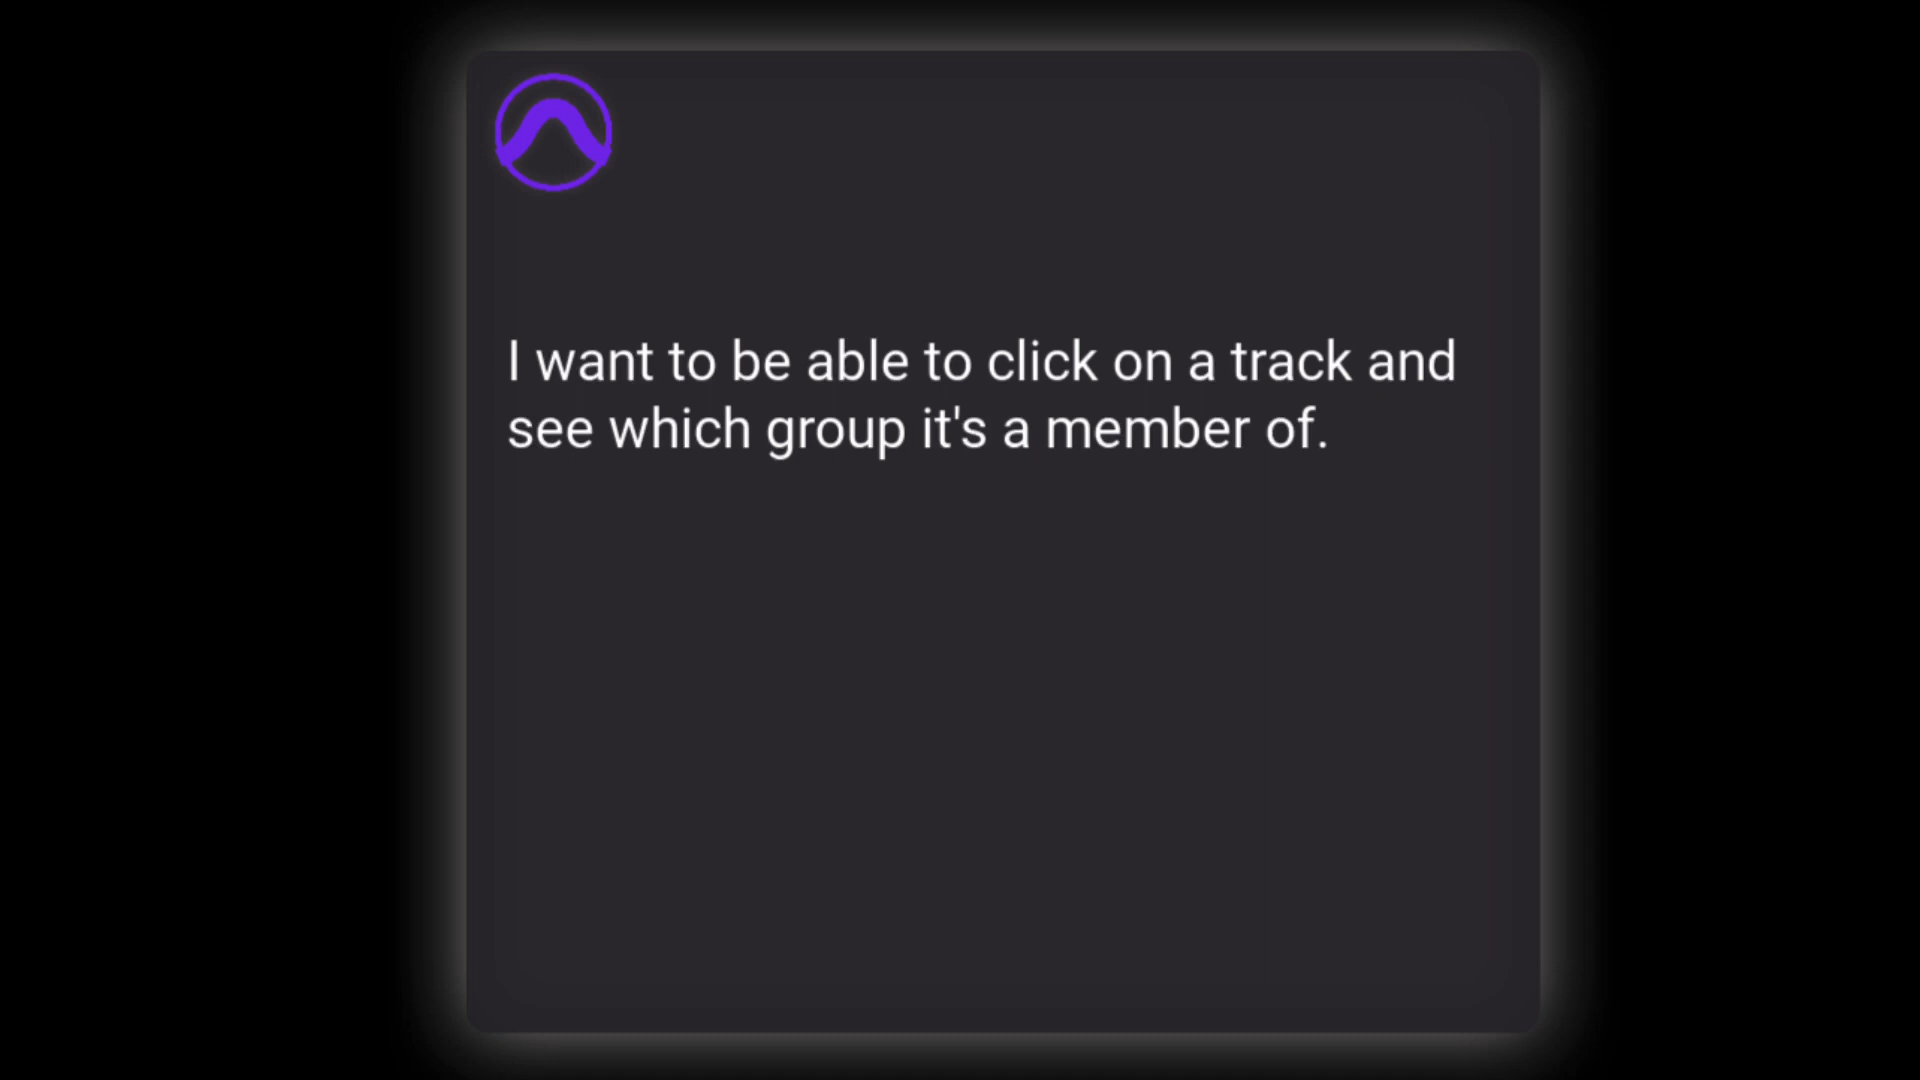 I want to be able to click on a track and
see which group it's a member of.